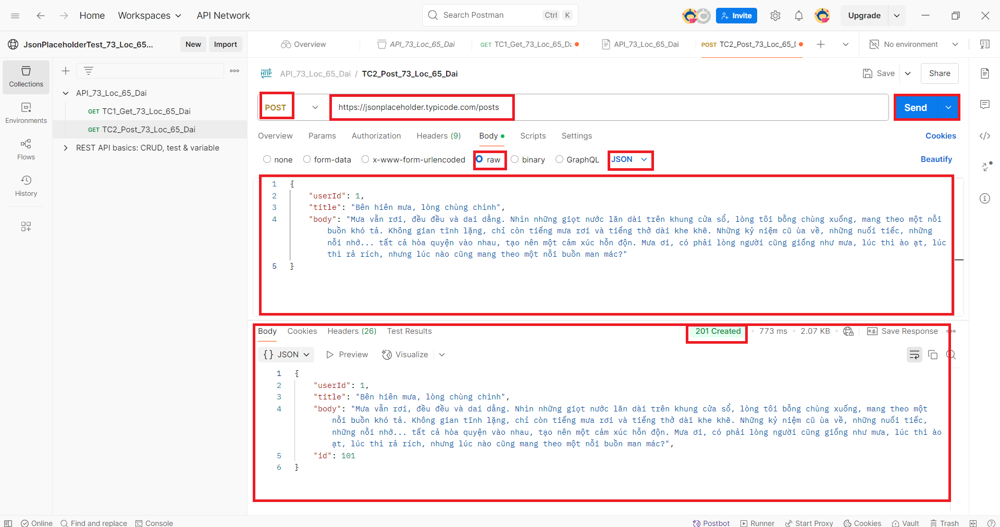 Home Workspaces API Network Search Postman Ctrl K Invite Upgrade
JsonPlaceholderTest_73_Loc_65... New Import Overview API_73_Loc_65_Dai GET TC1_Get_73_Loc_65_Da API_73_Loc_65_Dai POST TC2_Post_73_Loc_65_ No environment
Collections
Environments
Flows
History
API_73_Loc_65_Dai
GET TC1_Get_73_Loc_65_Dai
GET TC2_Post_73_Loc_65_Dai
REST API basics: CRUD, test & variable
HTTP API_73_Loc_65_Dai / TC2_Post_73_Loc_65_Dai Save Share
POST https://jsonplaceholder.typicode.com/posts Send
Overview Params Authorization Headers (9) Body Scripts Settings Cookies
none form-data x-www-form-urlencoded raw binary GraphQL JSON Beautify
1 {
2 "userId": 1,
3 "title": "Bên hiên mưa, lòng chùng chình",
4 "body": "Mưa vẫn rơi, đều đều và dai dẳng. Nhìn những giọt nước lăn dài trên khung cửa sổ, lòng tôi bỗng chùng xuống, mang theo một nỗi
buồn khó tả. Không gian tĩnh lặng, chỉ còn tiếng mưa rơi và tiếng thở dài khe khẽ. Những kỷ niệm cũ ùa về, những nuối tiếc, những
nỗi nhớ... tất cả hòa quyện vào nhau, tạo nên một cảm xúc hỗn độn. Mưa ơi, có phải lòng người cũng giống như mưa, lúc thì ào ạt, lúc
thì rả rích, nhưng lúc nào cũng mang theo một nỗi buồn man mác?"
5 }
Body Cookies Headers (26) Test Results 201 Created 773 ms 2.07 KB e.g. Save Response
{} JSON Preview Visualize
1 {
2 "userId": 1,
3 "title": "Bên hiên mưa, lòng chùng chình",
4 "body": "Mưa vẫn rơi, đều đều và dai dẳng. Nhìn những giọt nước lăn dài trên khung cửa sổ, lòng tôi bỗng chùng xuống, mang theo một
nỗi buồn khó tả. Không gian tĩnh lặng, chỉ còn tiếng mưa rơi và tiếng thở dài khe khẽ. Những kỷ niệm cũ ùa về, những nuối tiếc,
những nỗi nhớ... tất cả hòa quyện vào nhau, tạo nên một cảm xúc hỗn độn. Mưa ơi, có phải lòng người cũng giống như mưa, lúc thì ào
ạt, lúc thì rả rích, nhưng lúc nào cũng mang theo một nỗi buồn man mác?",
5 "id": 101
6 }
Online Find and replace Console Postbot Runner Start Proxy Cookies Vault Trash